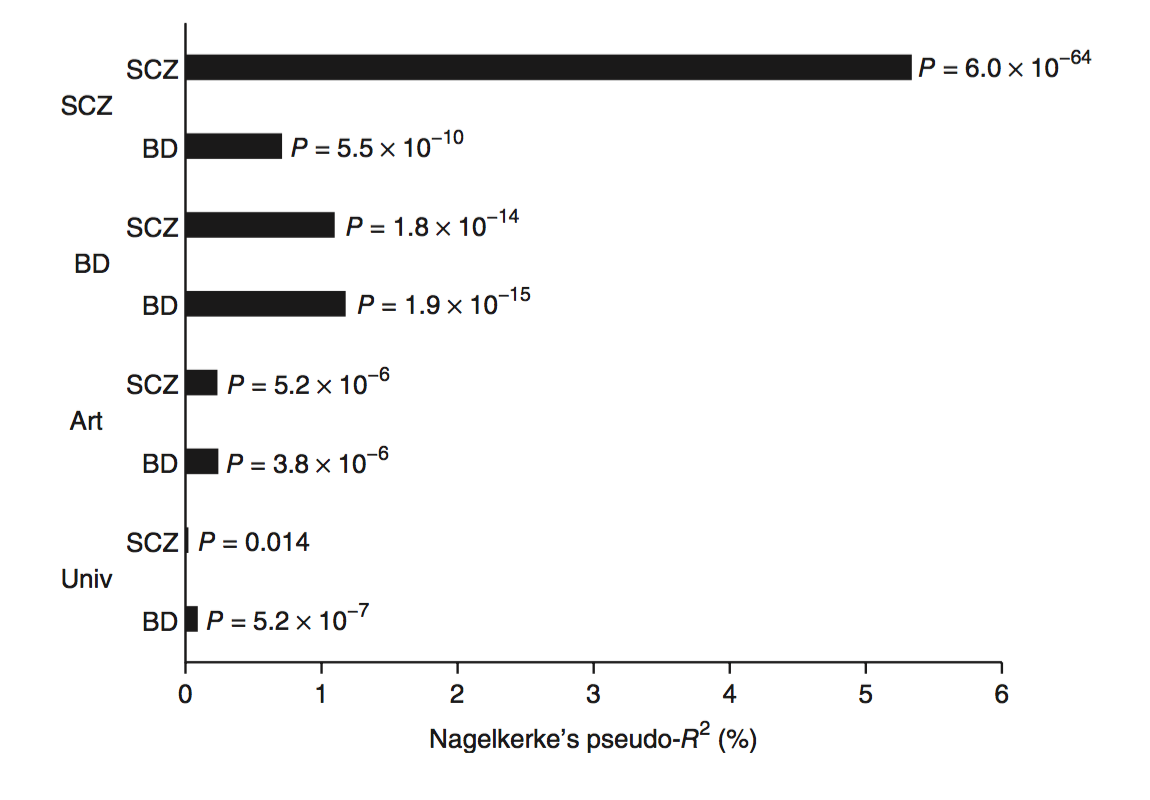 SCZ P = 6.0 × 10⁻⁶⁴
SCZ
BD P = 5.5 × 10⁻¹⁰
SCZ P = 1.8 × 10⁻¹⁴
BD
BD P = 1.9 × 10⁻¹⁵
SCZ P = 5.2 × 10⁻⁶
Art
BD P = 3.8 × 10⁻⁶
SCZ P = 0.014
Univ
BD P = 5.2 × 10⁻⁷
0 1 2 3 4 5 6
Nagelkerke’s pseudo-R² (%)